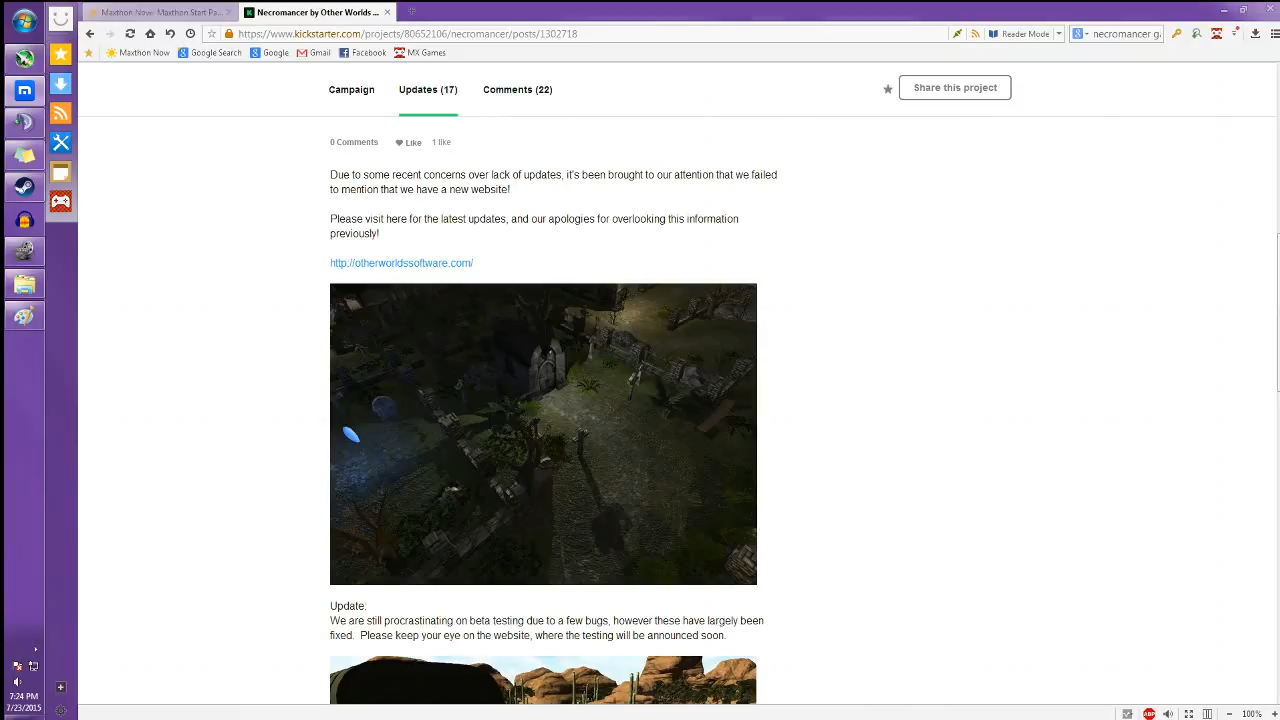 Maxthon Now!- Maxthon Start Pa...
Necromancer by Other Worlds ...
https://www.kickstarter.com/projects/80652106/necromancer/posts/1302718
Reader Mode
necromancer g
Maxthon Now
Google Search
Google
Gmail
Facebook
MX Games
Campaign
Updates (17)
Comments (22)
Share this project
0 Comments
Like
1 like
Due to some recent concerns over lack of updates, it's been brought to our attention that we failed
to mention that we have a new website!
Please visit here for the latest updates, and our apologies for overlooking this information
previously!
http://otherworldssoftware.com/
Update:
We are still procrastinating on beta testing due to a few bugs, however these have largely been
fixed. Please keep your eye on the website, where the testing will be announced soon.
7:24 PM
7/23/2015
ABP
100%